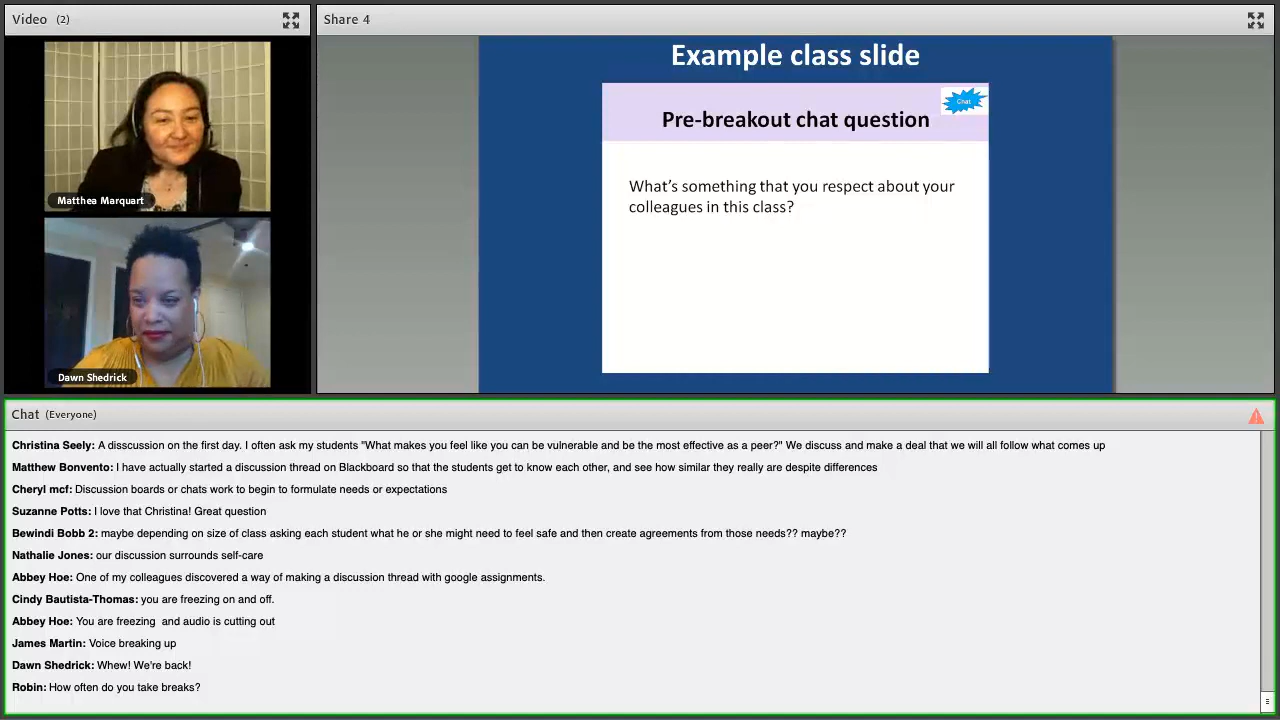 Video (2)
Matthea Marquart
Dawn Shedrick
Share 4
Example class slide
Chat
Pre-breakout chat question
What's something that you respect about your
colleagues in this class?
Chat (Everyone)
Christina Seely: A disscussion on the first day. I often ask my students "What makes you feel like you can be vulnerable and be the most effective as a peer?" We discuss and make a deal that we will all follow what comes up
Matthew Bonvento: I have actually started a discussion thread on Blackboard so that the students get to know each other, and see how similar they really are despite differences
Cheryl mcf: Discussion boards or chats work to begin to formulate needs or expectations
Suzanne Potts: I love that Christina! Great question
Bewindi Bobb 2: maybe depending on size of class asking each student what he or she might need to feel safe and then create agreements from those needs?? maybe??
Nathalie Jones: our discussion surrounds self-care
Abbey Hoe: One of my colleagues discovered a way of making a discussion thread with google assignments.
Cindy Bautista-Thomas: you are freezing on and off.
Abbey Hoe: You are freezing  and audio is cutting out
James Martin: Voice breaking up
Dawn Shedrick: Whew! We're back!
Robin: How often do you take breaks?